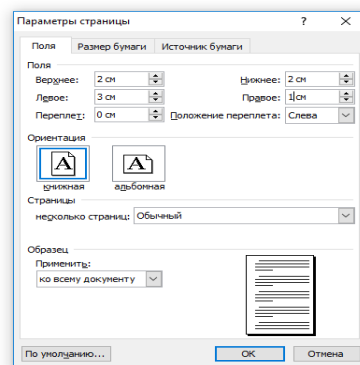 Параметры страницы ? ×
Поля Размер бумаги Источник бумаги
Поля
Верхнее: 2 см Нижнее: 2 см
Левое: 3 см Правое: 1 см
Переплет: 0 см Положение переплета: Слева
Ориентация
A A
книжная альбомная
Страницы
несколько страниц: Обычный
Образец
Применить:
ко всему документу
По умолчанию... ОК Отмена